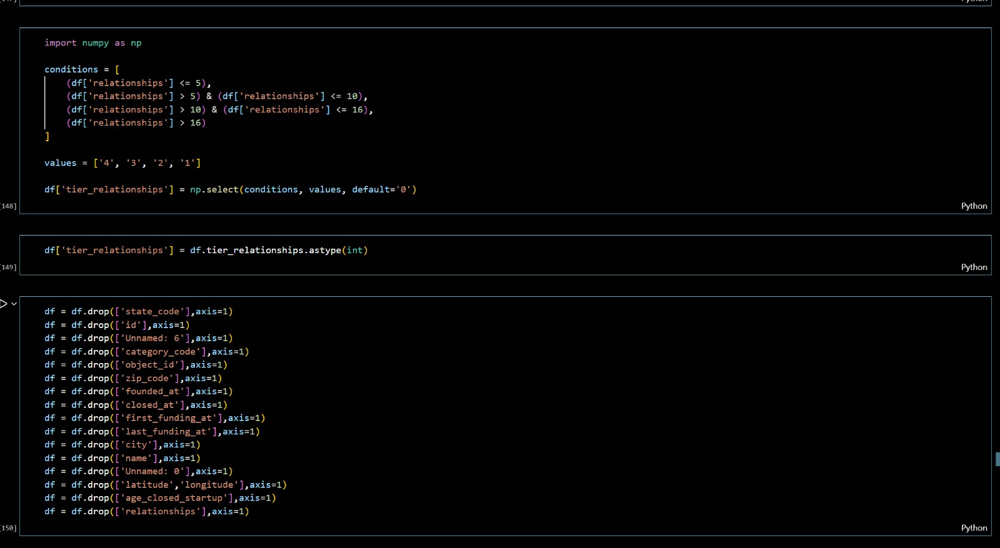 import numpy as np
conditions = [
(df['relationships'] <= 5),
(df['relationships'] > 5) & (df['relationships'] <= 10),
(df['relationships'] > 10) & (df['relationships'] <= 16),
(df['relationships'] > 16)
]
values = ['4', '3', '2', '1']
df['tier_relationships'] = np.select(conditions, values, default='0')
[148]
Python
df['tier_relationships'] = df.tier_relationships.astype(int)
[149]
Python
df = df.drop(['state_code'],axis=1)
df = df.drop(['id'],axis=1)
df = df.drop(['Unnamed: 6'],axis=1)
df = df.drop(['category_code'],axis=1)
df = df.drop(['object_id'],axis=1)
df = df.drop(['zip_code'],axis=1)
df = df.drop(['founded_at'],axis=1)
df = df.drop(['closed_at'],axis=1)
df = df.drop(['first_funding_at'],axis=1)
df = df.drop(['last_funding_at'],axis=1)
df = df.drop(['city'],axis=1)
df = df.drop(['name'],axis=1)
df = df.drop(['Unnamed: 0'],axis=1)
df = df.drop(['latitude','longitude'],axis=1)
df = df.drop(['age_closed_startup'],axis=1)
df = df.drop(['relationships'],axis=1)
[150]
Python